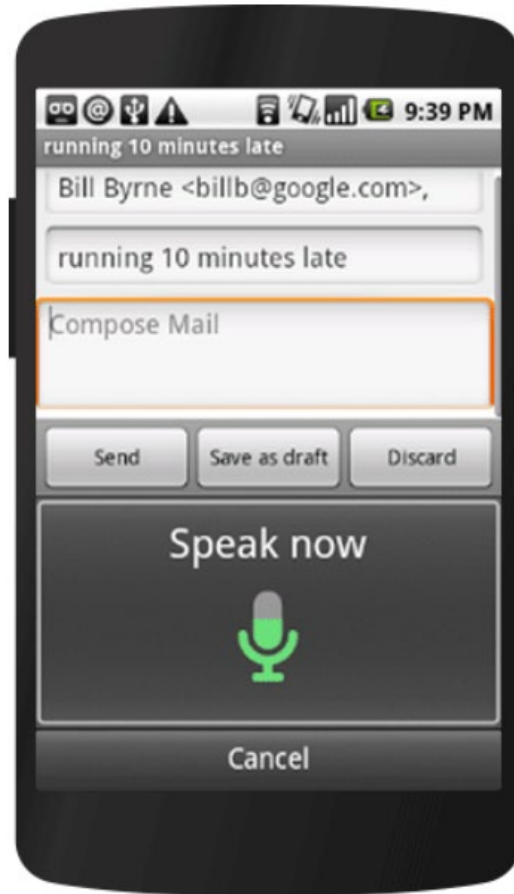 9:39 PM
running 10 minutes late
Bill Byrne <billb@google.com>,
running 10 minutes late
Compose Mail
Send
Save as draft
Discard
Speak now
Cancel